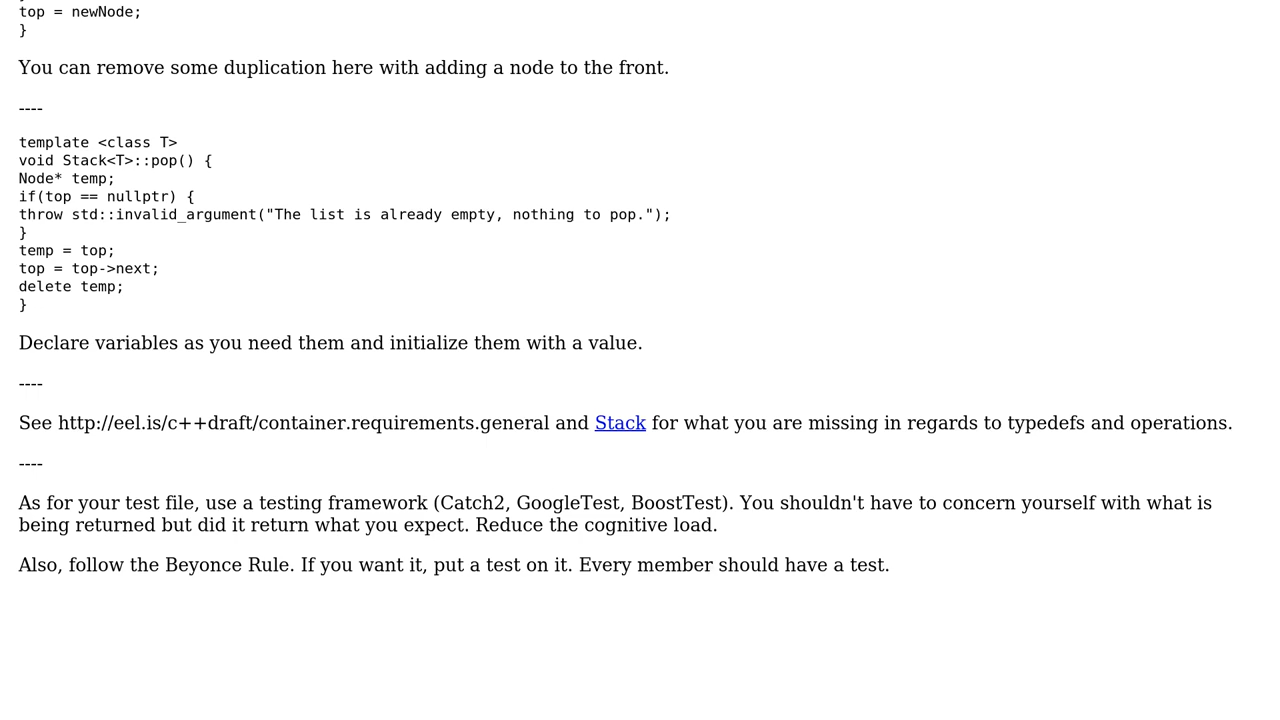 top = newNode;
}
You can remove some duplication here with adding a node to the front.
----
template <class T>
void Stack<T>::pop() {
Node* temp;
if(top == nullptr) {
throw std::invalid_argument("The list is already empty, nothing to pop.");
}
temp = top;
top = top->next;
delete temp;
}
Declare variables as you need them and initialize them with a value.
----
See http://eel.is/c++draft/container.requirements.general and Stack for what you are missing in regards to typedefs and operations.
----
As for your test file, use a testing framework (Catch2, GoogleTest, BoostTest). You shouldn't have to concern yourself with what is
being returned but did it return what you expect. Reduce the cognitive load.
Also, follow the Beyonce Rule. If you want it, put a test on it. Every member should have a test.